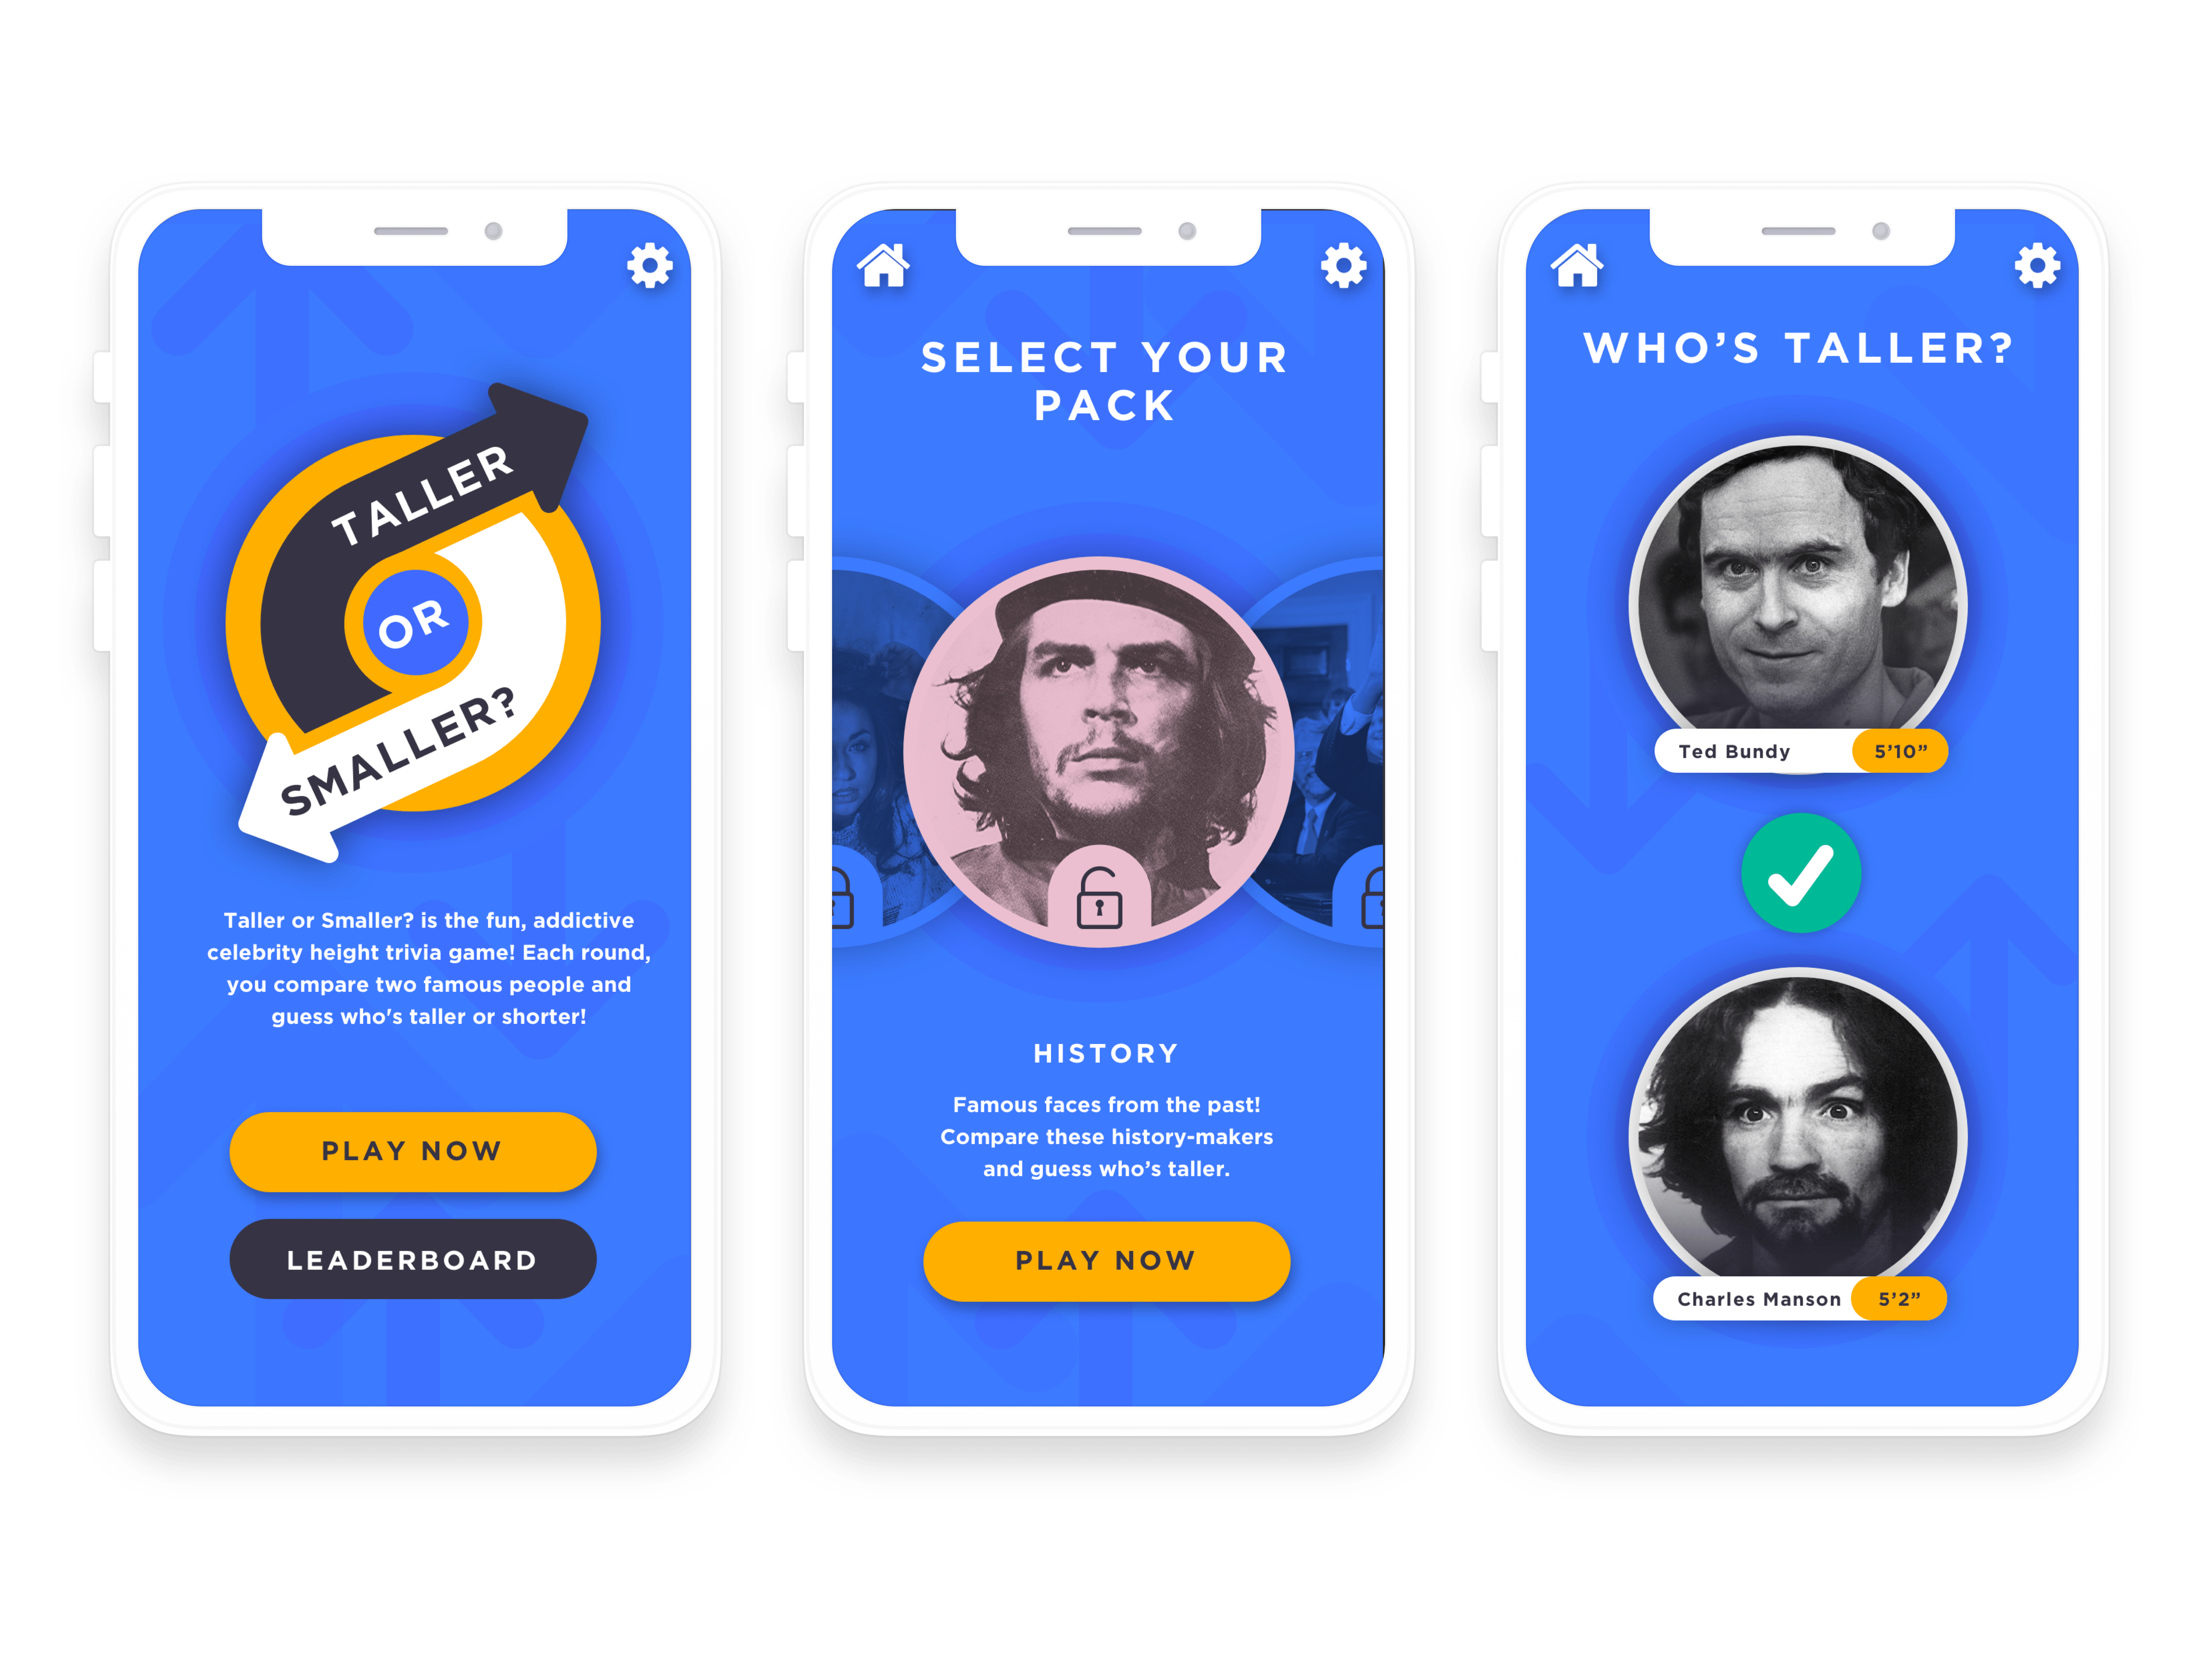 TALLER
OR
SMALLER?
Taller or Smaller? is the fun, addictive
celebrity height trivia game! Each round,
you compare two famous people and
guess who's taller or shorter!
PLAY NOW
LEADERBOARD
SELECT YOUR
PACK
HISTORY
Famous faces from the past!
Compare these history-makers
and guess who’s taller.
PLAY NOW
WHO’S TALLER?
Ted Bundy 5’10”
Charles Manson 5’2”